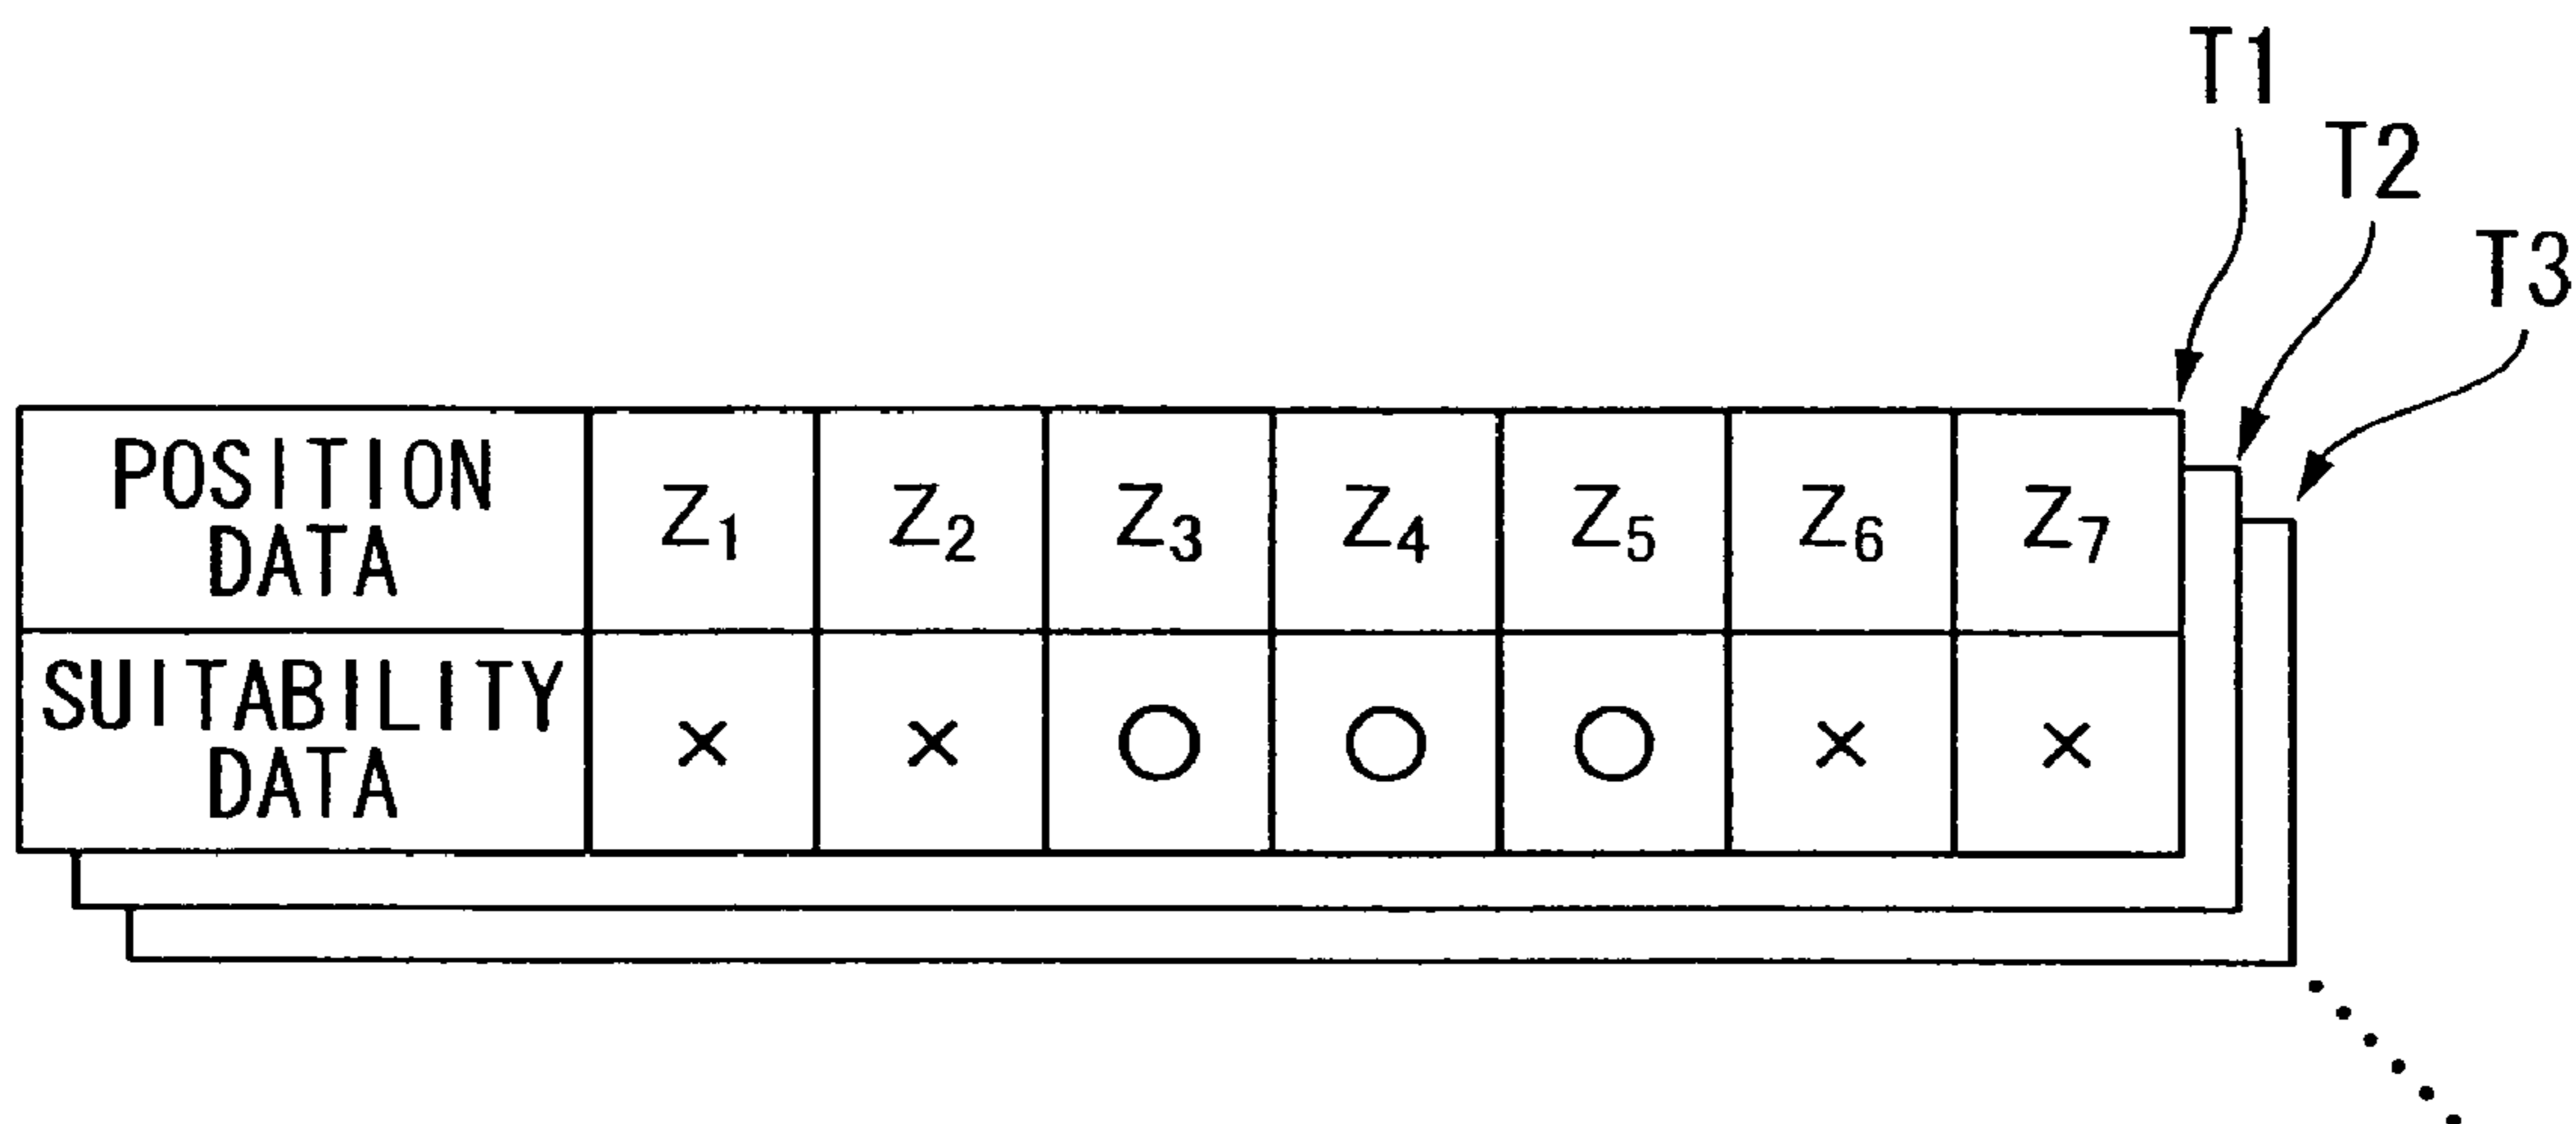 T1
T2
T3
POSITION
DATA
Z₁ Z₂ Z₃ Z₄ Z₅ Z₆ Z₇
SUITABILITY
DATA
× × ○ ○ ○ × ×